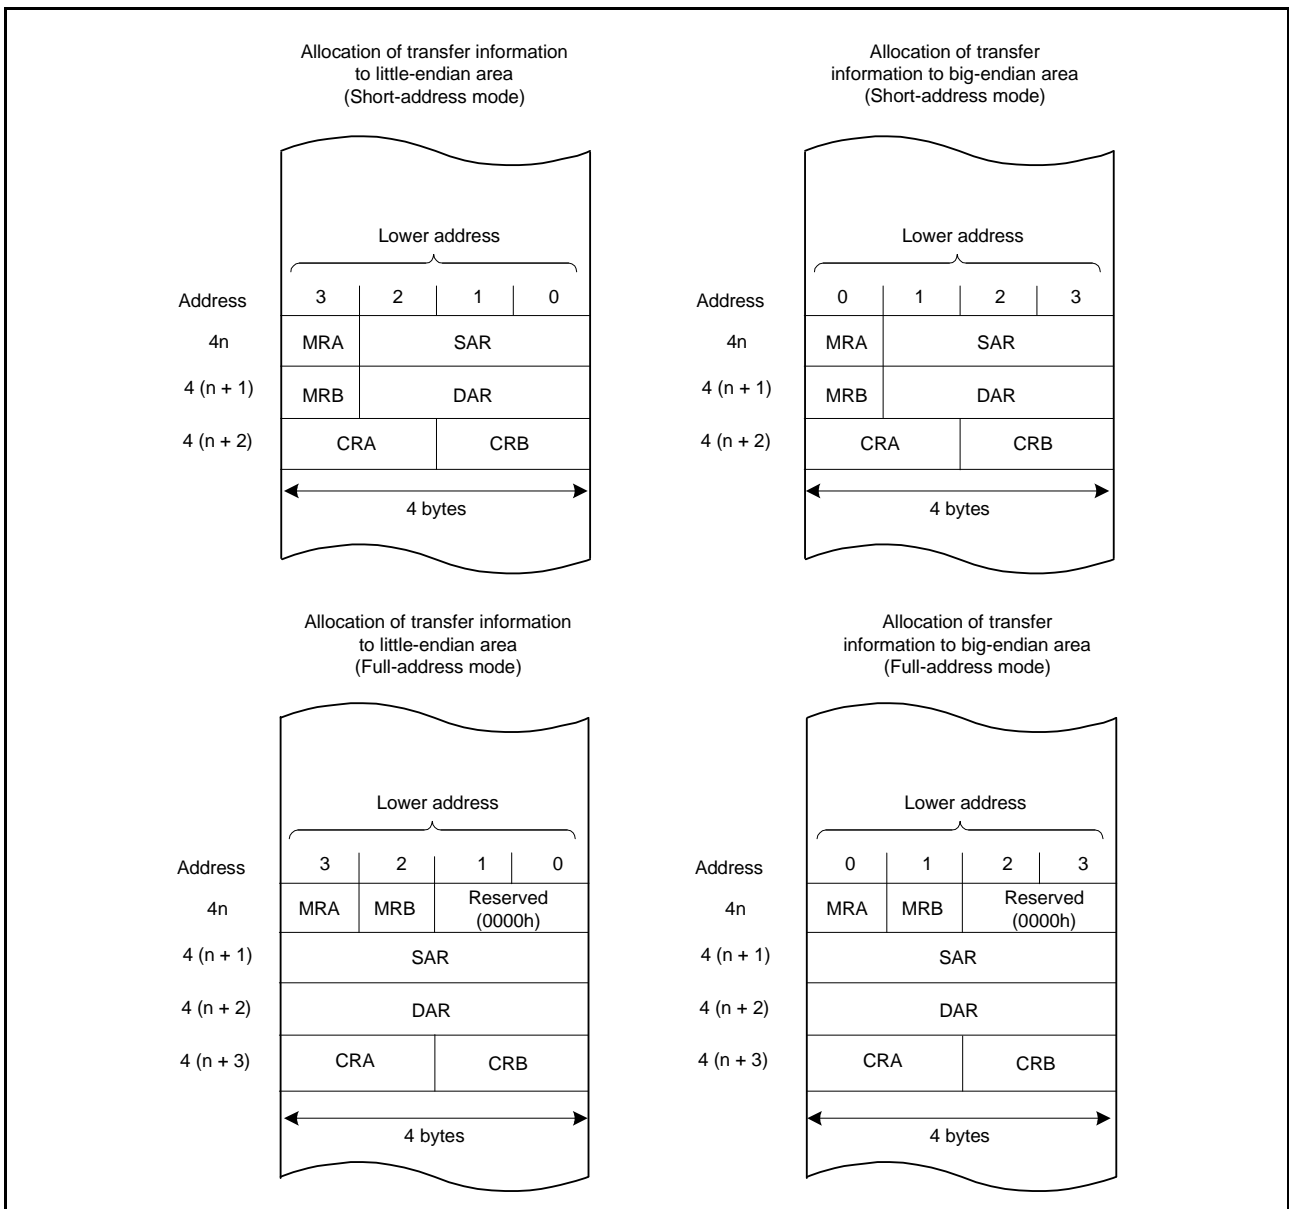 Allocation of transfer information
to little-endian area
(Short-address mode)
Lower address
Address 3 2 1 0
4n MRA SAR
4 (n + 1) MRB DAR
4 (n + 2) CRA CRB
4 bytes
Allocation of transfer
information to big-endian area
(Short-address mode)
Lower address
Address 0 1 2 3
4n MRA SAR
4 (n + 1) MRB DAR
4 (n + 2) CRA CRB
4 bytes
Allocation of transfer information
to little-endian area
(Full-address mode)
Lower address
Address 3 2 1 0
4n MRA MRB Reserved
(0000h)
4 (n + 1) SAR
4 (n + 2) DAR
4 (n + 3) CRA CRB
4 bytes
Allocation of transfer
information to big-endian area
(Full-address mode)
Lower address
Address 0 1 2 3
4n MRA MRB Reserved
(0000h)
4 (n + 1) SAR
4 (n + 2) DAR
4 (n + 3) CRA CRB
4 bytes